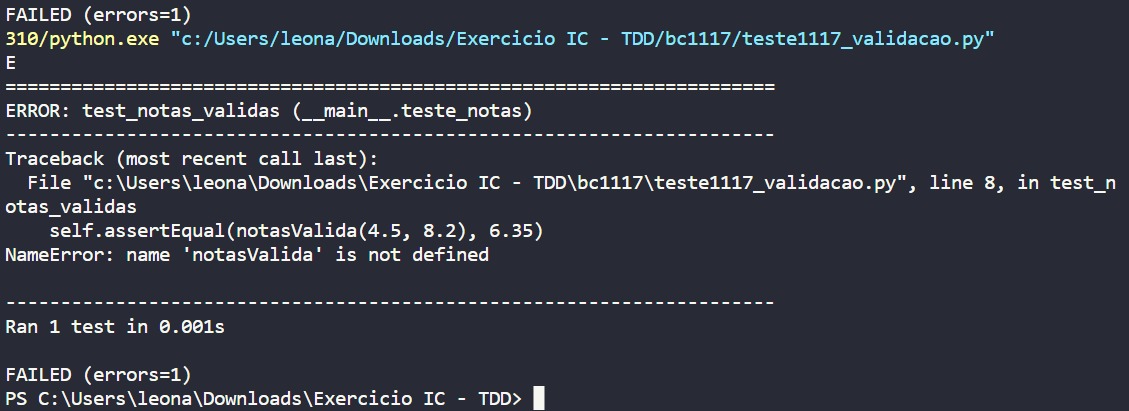 FAILED (errors=1)
310/python.exe "c:/Users/leona/Downloads/Exercicio IC - TDD/bc1117/teste1117_validacao.py"
E
======================================================================
ERROR: test_notas_validas (__main__.teste_notas)
----------------------------------------------------------------------
Traceback (most recent call last):
  File "c:\Users\leona\Downloads\Exercicio IC - TDD\bc1117\teste1117_validacao.py", line 8, in test_n
otas_validas
    self.assertEqual(notasValida(4.5, 8.2), 6.35)
NameError: name 'notasValida' is not defined

----------------------------------------------------------------------
Ran 1 test in 0.001s

FAILED (errors=1)
PS C:\Users\leona\Downloads\Exercicio IC - TDD>